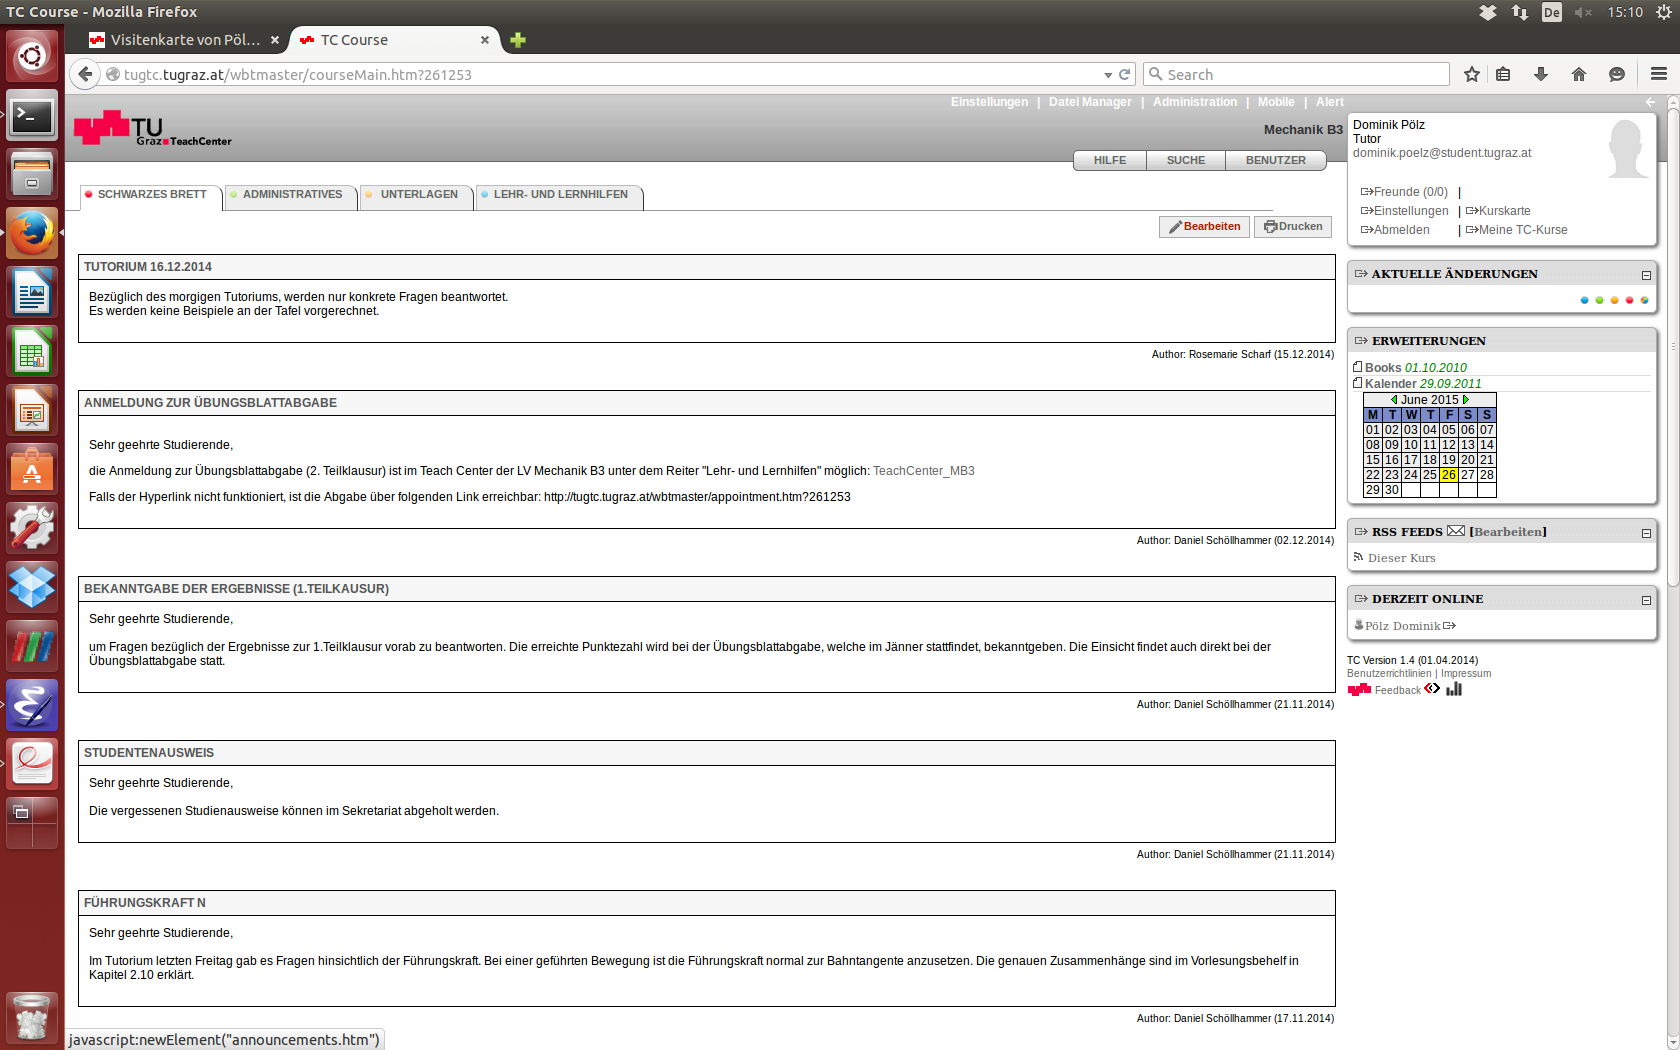 TC Course - Mozilla Firefox
De
15:10
Visitenkarte von Pöl...
TC Course
tugtc.tugraz.at/wbtmaster/courseMain.htm?261253
Search
Einstellungen | Datei Manager | Administration | Mobile | Alert
TU
Graz TeachCenter
Mechanik B3
HILFE
SUCHE
BENUTZER
SCHWARZES BRETT
ADMINISTRATIVES
UNTERLAGEN
LEHR- UND LERNHILFEN
Bearbeiten
Drucken
TUTORIUM 16.12.2014
Bezüglich des morgigen Tutoriums, werden nur konkrete Fragen beantwortet.
Es werden keine Beispiele an der Tafel vorgerechnet.
Author: Rosemarie Scharf (15.12.2014)
ANMELDUNG ZUR ÜBUNGSBLATTABGABE
Sehr geehrte Studierende,
die Anmeldung zur Übungsblattabgabe (2. Teilklausur) ist im Teach Center der LV Mechanik B3 unter dem Reiter "Lehr- und Lernhilfen" möglich: TeachCenter_MB3
Falls der Hyperlink nicht funktioniert, ist die Abgabe über folgenden Link erreichbar: http://tugtc.tugraz.at/wbtmaster/appointment.htm?261253
Author: Daniel Schöllhammer (02.12.2014)
BEKANNTGABE DER ERGEBNISSE (1.TEILKAUSUR)
Sehr geehrte Studierende,
um Fragen bezüglich der Ergebnisse zur 1.Teilklausur vorab zu beantworten. Die erreichte Punktezahl wird bei der Übungsblattabgabe, welche im Jänner stattfindet, bekanntgeben. Die Einsicht findet auch direkt bei der
Übungsblattabgabe statt.
Author: Daniel Schöllhammer (21.11.2014)
STUDENTENAUSWEIS
Sehr geehrte Studierende,
Die vergessenen Studienausweise können im Sekretariat abgeholt werden.
Author: Daniel Schöllhammer (21.11.2014)
FÜHRUNGSKRAFT N
Sehr geehrte Studierende,
Im Tutorium letzten Freitag gab es Fragen hinsichtlich der Führungskraft. Bei einer geführten Bewegung ist die Führungskraft normal zur Bahntangente anzusetzen. Die genauen Zusammenhänge sind im Vorlesungsbehelf in
Kapitel 2.10 erklärt.
Author: Daniel Schöllhammer (17.11.2014)
javascript:newElement("announcements.htm")
Dominik Pölz
Tutor
dominik.poelz@student.tugraz.at
Freunde (0/0) |
Einstellungen | Kurskarte
Abmelden | Meine TC-Kurse
AKTUELLE ÄNDERUNGEN
ERWEITERUNGEN
Books 01.10.2010
Kalender 29.09.2011
June 2015
M T W T F S S
01 02 03 04 05 06 07
08 09 10 11 12 13 14
15 16 17 18 19 20 21
22 23 24 25 26 27 28
29 30
RSS FEEDS [Bearbeiten]
Dieser Kurs
DERZEIT ONLINE
Pölz Dominik
TC Version 1.4 (01.04.2014)
Benutzerrichtlinien | Impressum
Feedback